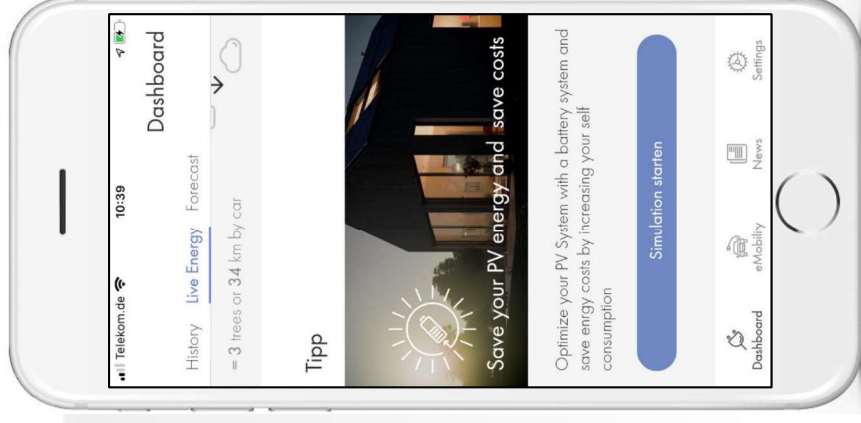 Telekom.de 10:39
Dashboard
History Live Energy Forecast
= 3 trees or 34 km by car
Tipp
Save your PV energy and save costs
Optimize your PV System with a battery system and
save enrgy costs by increasing your self
consumption
Simulation starten
Dashboard eMobility News Settings